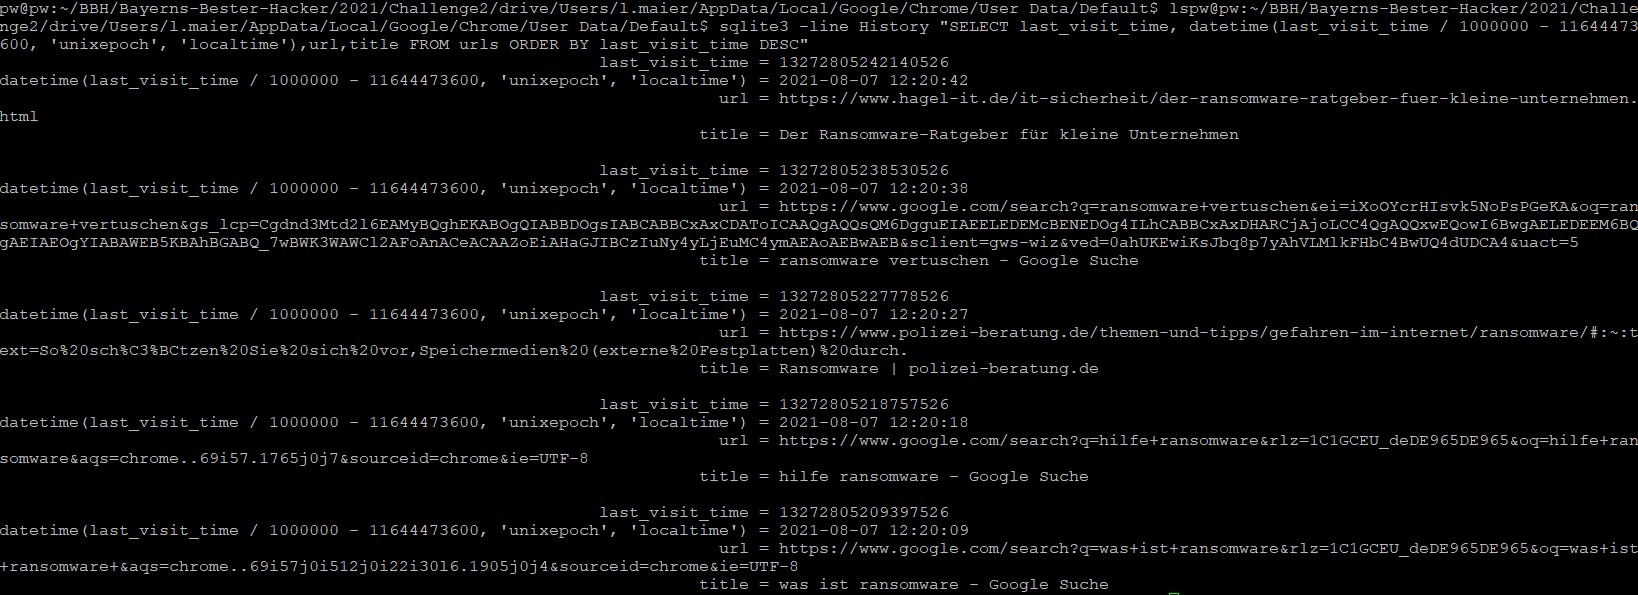 pw@pw:~/BBH/Bayerns-Bester-Hacker/2021/Challenge2/drive/Users/l.maier/AppData/Local/Google/Chrome/User Data/Default$ lspw@pw:~/BBH/Bayerns-Bester-Hacker/2021/Challe
nge2/drive/Users/l.maier/AppData/Local/Google/Chrome/User Data/Default$ sqlite3 -line History "SELECT last_visit_time, datetime(last_visit_time / 1000000 - 11644473
600, 'unixepoch', 'localtime'),url,title FROM urls ORDER BY last_visit_time DESC"
last_visit_time = 13272805242140526
datetime(last_visit_time / 1000000 - 11644473600, 'unixepoch', 'localtime') = 2021-08-07 12:20:42
url = https://www.hagel-it.de/it-sicherheit/der-ransomware-ratgeber-fuer-kleine-unternehmen.
html
title = Der Ransomware-Ratgeber für kleine Unternehmen
last_visit_time = 13272805238530526
datetime(last_visit_time / 1000000 - 11644473600, 'unixepoch', 'localtime') = 2021-08-07 12:20:38
url = https://www.google.com/search?q=ransomware+vertuschen&ei=iXoOYcrHIsvk5NoPsPGeKA&oq=ran
somware+vertuschen&gs_lcp=Cgdnd3Mtd2l6EAMyBQghEKABOgQIABBDOgsIABCABBCxAxCDAToICAAQgAQQsQM6DgguEIAEELEDEMcBENEDOg4ILhCABBCxAxDHARCjAjoLCC4QgAQQxwEQowI6BwgAELEDEEM6BQ
gAEIAEOgYIABAWEB5KBAhBGABQ_7wBWK3WAWCl2AFoAnACeACAAZoEiAHaGJIBCzIuNy4yLjEuMC4ymAEAoAEBwAEB&sclient=gws-wiz&ved=0ahUKEwiKsJbq8p7yAhVLMlkFHbC4BwUQ4dUDCA4&uact=5
title = ransomware vertuschen - Google Suche
last_visit_time = 13272805227778526
datetime(last_visit_time / 1000000 - 11644473600, 'unixepoch', 'localtime') = 2021-08-07 12:20:27
url = https://www.polizei-beratung.de/themen-und-tipps/gefahren-im-internet/ransomware/#:~:t
ext=So%20sch%C3%BCtzen%20Sie%20sich%20vor,Speichermedien%20(externe%20Festplatten)%20durch.
title = Ransomware | polizei-beratung.de
last_visit_time = 13272805218757526
datetime(last_visit_time / 1000000 - 11644473600, 'unixepoch', 'localtime') = 2021-08-07 12:20:18
url = https://www.google.com/search?q=hilfe+ransomware&rlz=1C1GCEU_deDE965DE965&oq=hilfe+ran
somware&aqs=chrome..69i57.1765j0j7&sourceid=chrome&ie=UTF-8
title = hilfe ransomware - Google Suche
last_visit_time = 13272805209397526
datetime(last_visit_time / 1000000 - 11644473600, 'unixepoch', 'localtime') = 2021-08-07 12:20:09
url = https://www.google.com/search?q=was+ist+ransomware&rlz=1C1GCEU_deDE965DE965&oq=was+ist
+ransomware+&aqs=chrome..69i57j0i512j0i22i30l6.1905j0j4&sourceid=chrome&ie=UTF-8
title = was ist ransomware - Google Suche